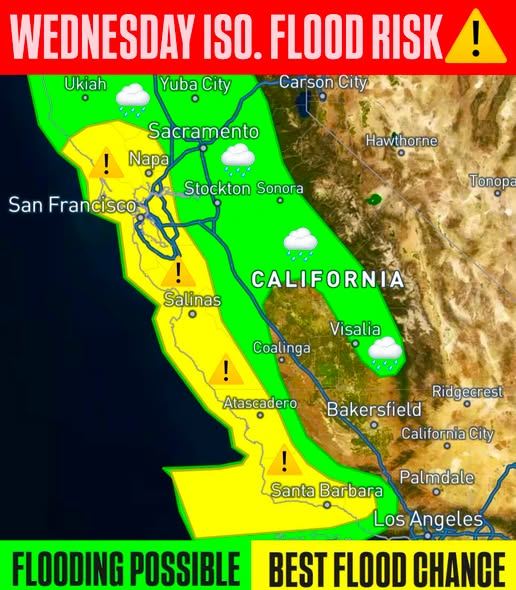 WEDNESDAY ISO. FLOOD RISK
Ukiah
Yuba City
Carson City
Sacramento
Hawthorne
Napa
Stockton
Sonora
Tonopa
San Francisco
CALIFORNIA
Salinas
Visalia
Coalinga
Ridgecrest
Atascadero
Bakersfield
California City
Palmdale
Santa Barbara
Los Angeles
FLOODING POSSIBLE
BEST FLOOD CHANCE